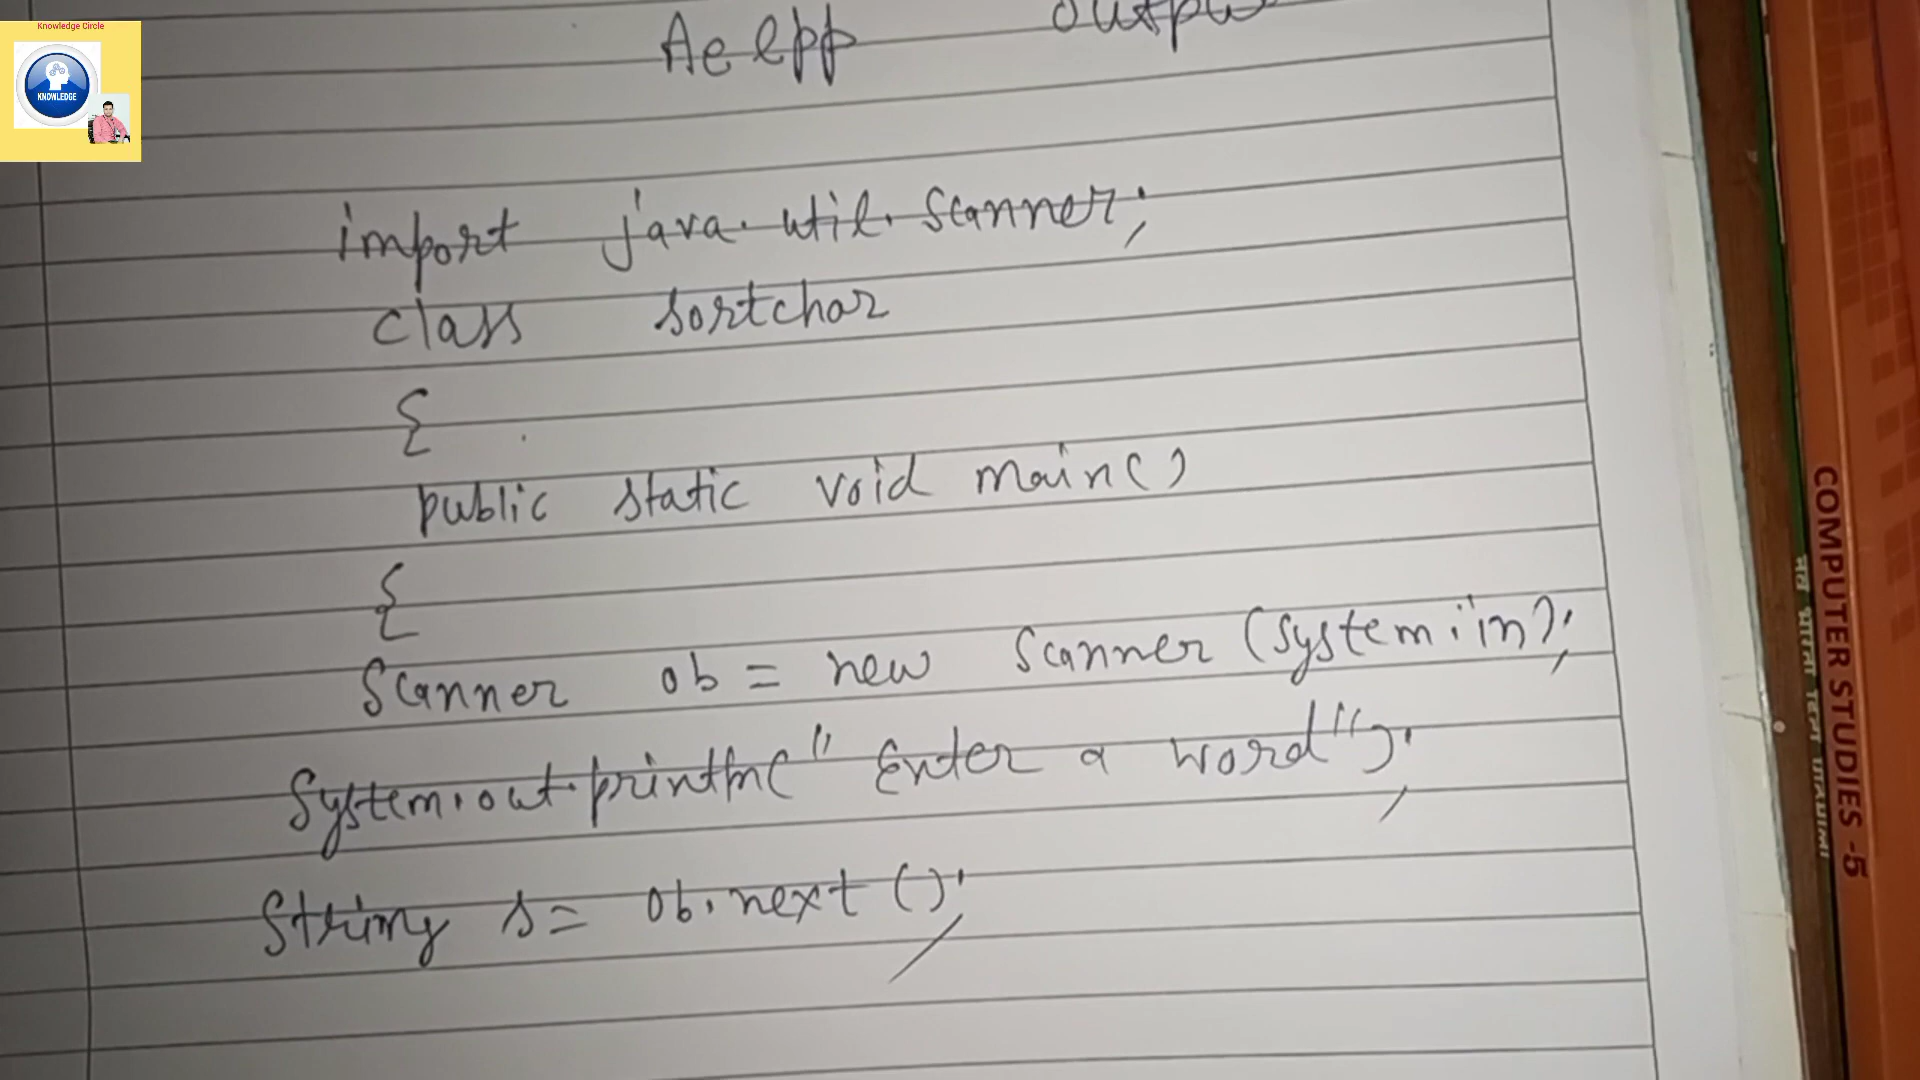 Knowledge Circle
KNOWLEDGE
Aelpp
import java.util.Scanner;
class sortchar
{
public static void main()
{
Scanner ob = new Scanner (System.in);
System.out.println("Enter a word");
String s= ob.next();
COMPUTER STUDIES -5